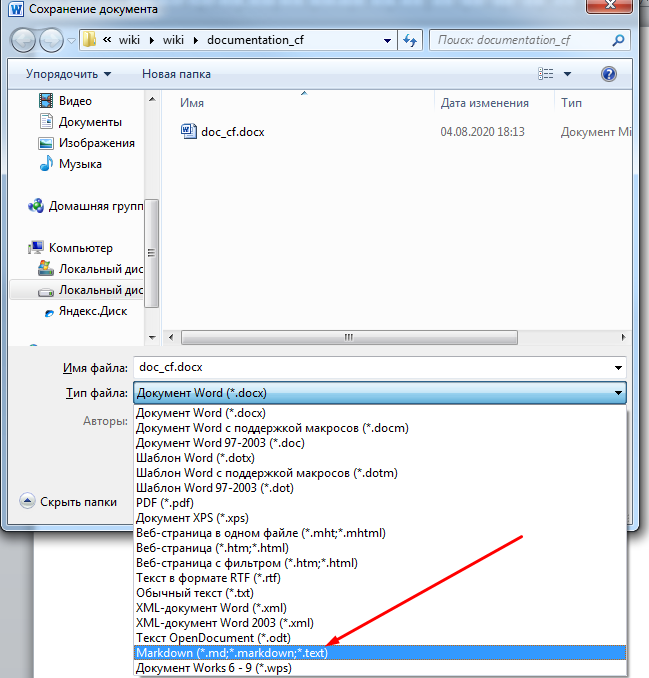 Сохранение документа
« wiki ▸ wiki ▸ documentation_cf
Поиск: documentation_cf
Упорядочить
Новая папка
Видео
Документы
Изображения
Музыка
Домашняя групп
Компьютер
Локальный дис
Локальный дис
Яндекс.Диск
Имя
Дата изменения
Тип
doc_cf.docx
04.08.2020 18:13
Документ Mi
Имя файла: doc_cf.docx
Тип файла: Документ Word (*.docx)
Авторы:
Документ Word (*.docx)
Документ Word с поддержкой макросов (*.docm)
Документ Word 97-2003 (*.doc)
Шаблон Word (*.dotx)
Шаблон Word с поддержкой макросов (*.dotm)
Шаблон Word 97-2003 (*.dot)
PDF (*.pdf)
Документ XPS (*.xps)
Веб-страница в одном файле (*.mht;*.mhtml)
Веб-страница (*.htm;*.html)
Веб-страница с фильтром (*.htm;*.html)
Текст в формате RTF (*.rtf)
Обычный текст (*.txt)
XML-документ Word (*.xml)
XML-документ Word 2003 (*.xml)
Текст OpenDocument (*.odt)
Markdown (*.md;*.markdown;*.text)
Документ Works 6 - 9 (*.wps)
Скрыть папки